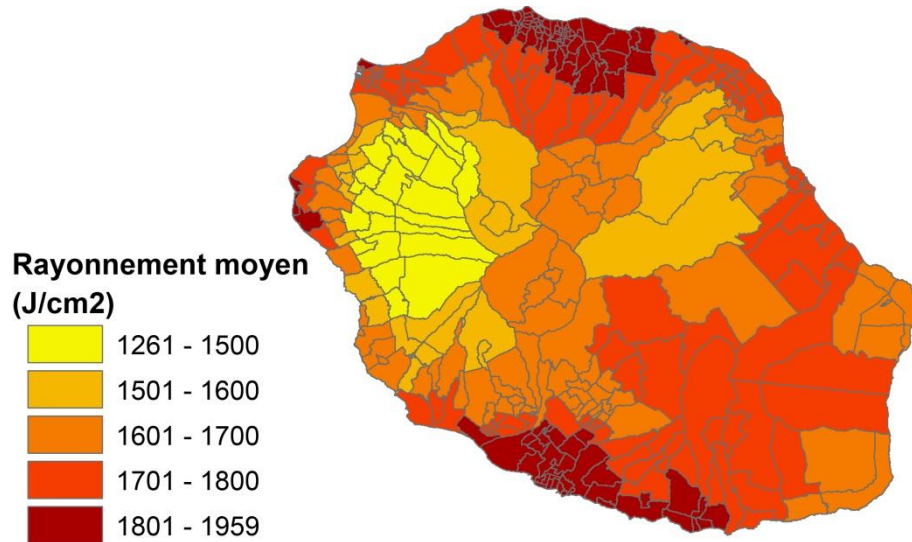 Rayonnement moyen
(J/cm2)
1261 - 1500
1501 - 1600
1601 - 1700
1701 - 1800
1801 - 1959